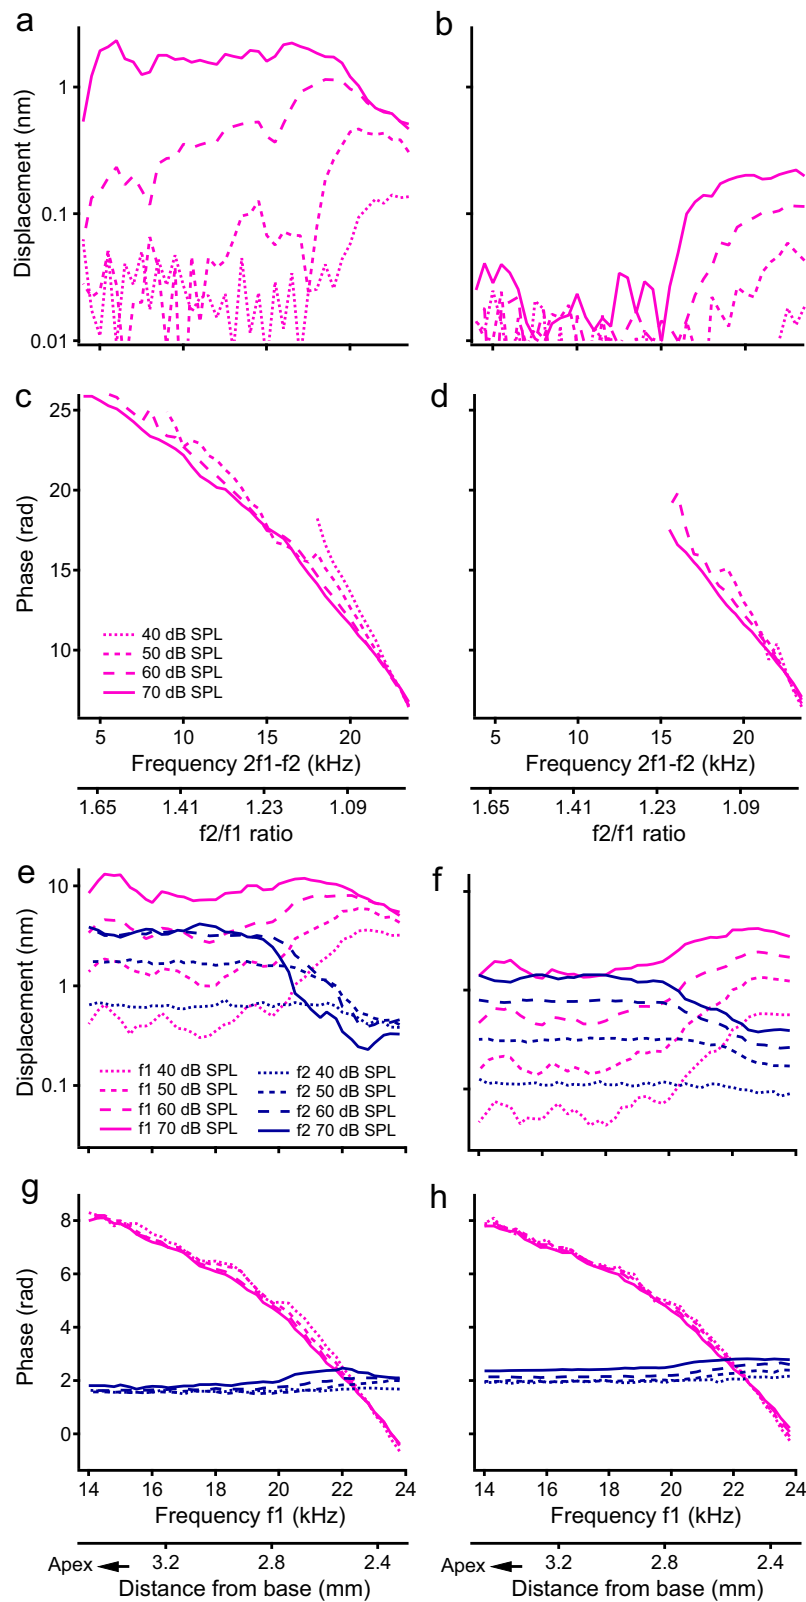 a
b
Displacement (nm)
1
0.1
0.01
c
d
Phase (rad)
25
20
15
10
40 dB SPL
50 dB SPL
60 dB SPL
70 dB SPL
5 10 15 20
5 10 15 20
Frequency 2f1-f2 (kHz)
Frequency 2f1-f2 (kHz)
1.65 1.41 1.23 1.09
1.65 1.41 1.23 1.09
f2/f1 ratio
f2/f1 ratio
e
f
Displacement (nm)
10
1
0.1
f1 40 dB SPL
f1 50 dB SPL
f1 60 dB SPL
f1 70 dB SPL
f2 40 dB SPL
f2 50 dB SPL
f2 60 dB SPL
f2 70 dB SPL
g
h
Phase (rad)
8
6
4
2
0
14 16 18 20 22 24
14 16 18 20 22 24
Frequency f1 (kHz)
Frequency f1 (kHz)
Apex 3.2 2.8 2.4
Apex 3.2 2.8 2.4
Distance from base (mm)
Distance from base (mm)